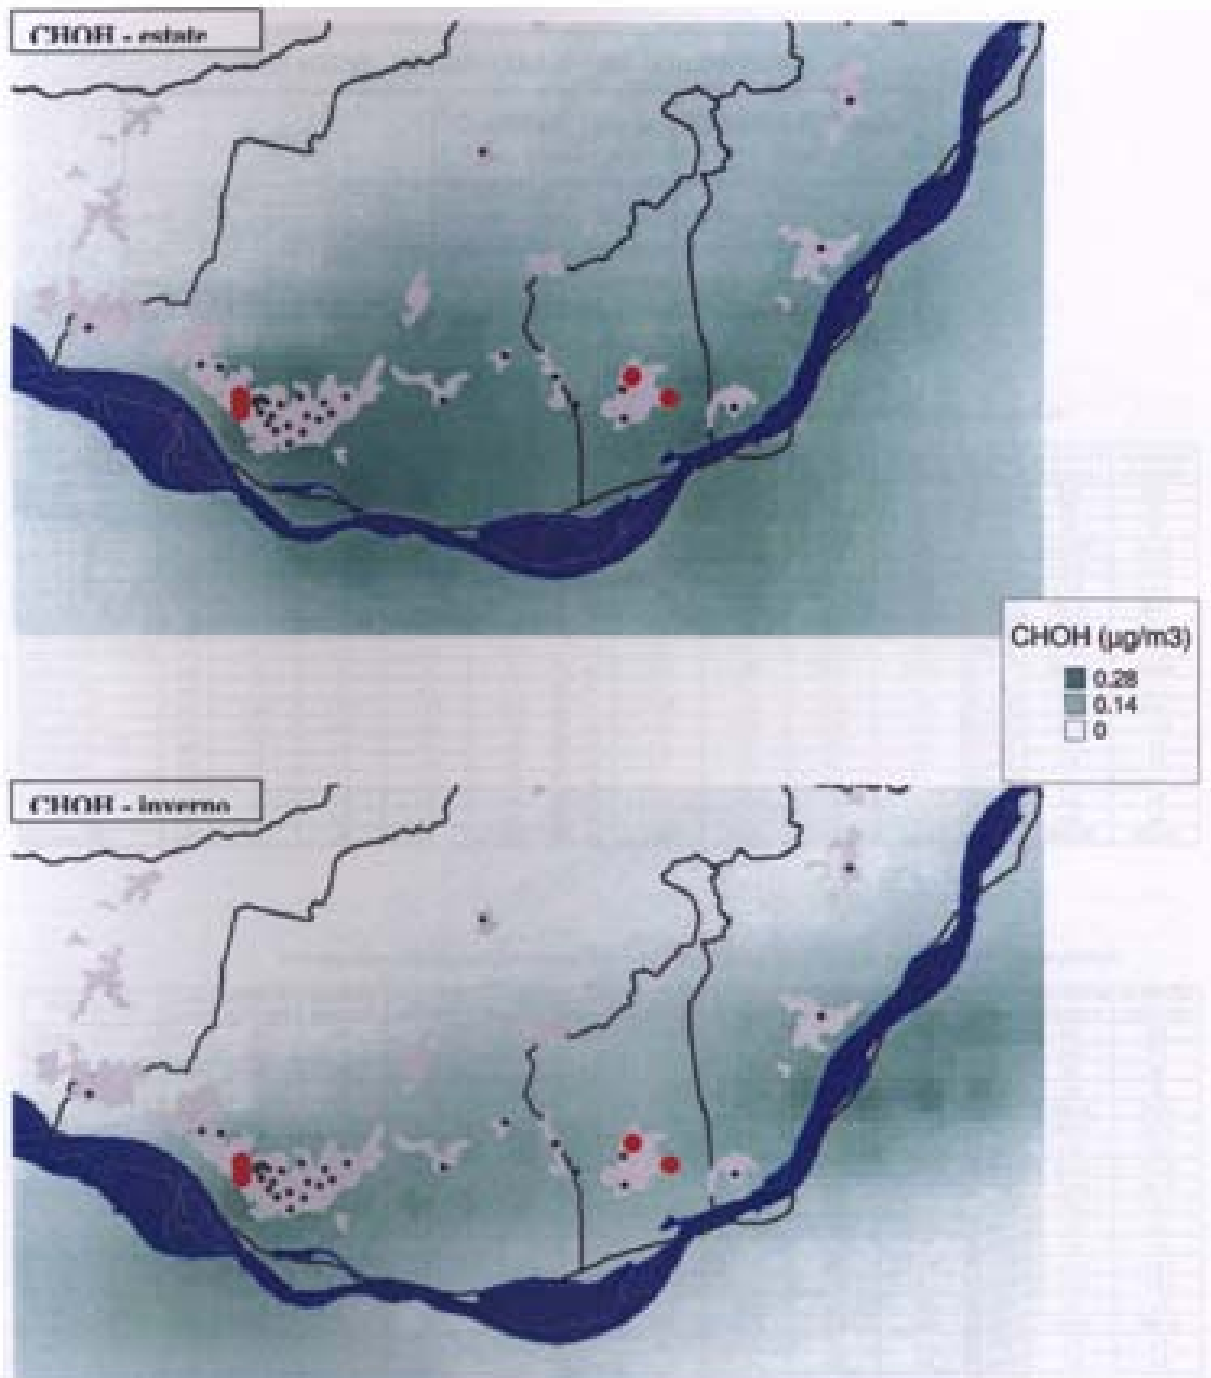 CHOH - estate
CHOH (µg/m3)
0.28
0.14
0
CHOH - inverno